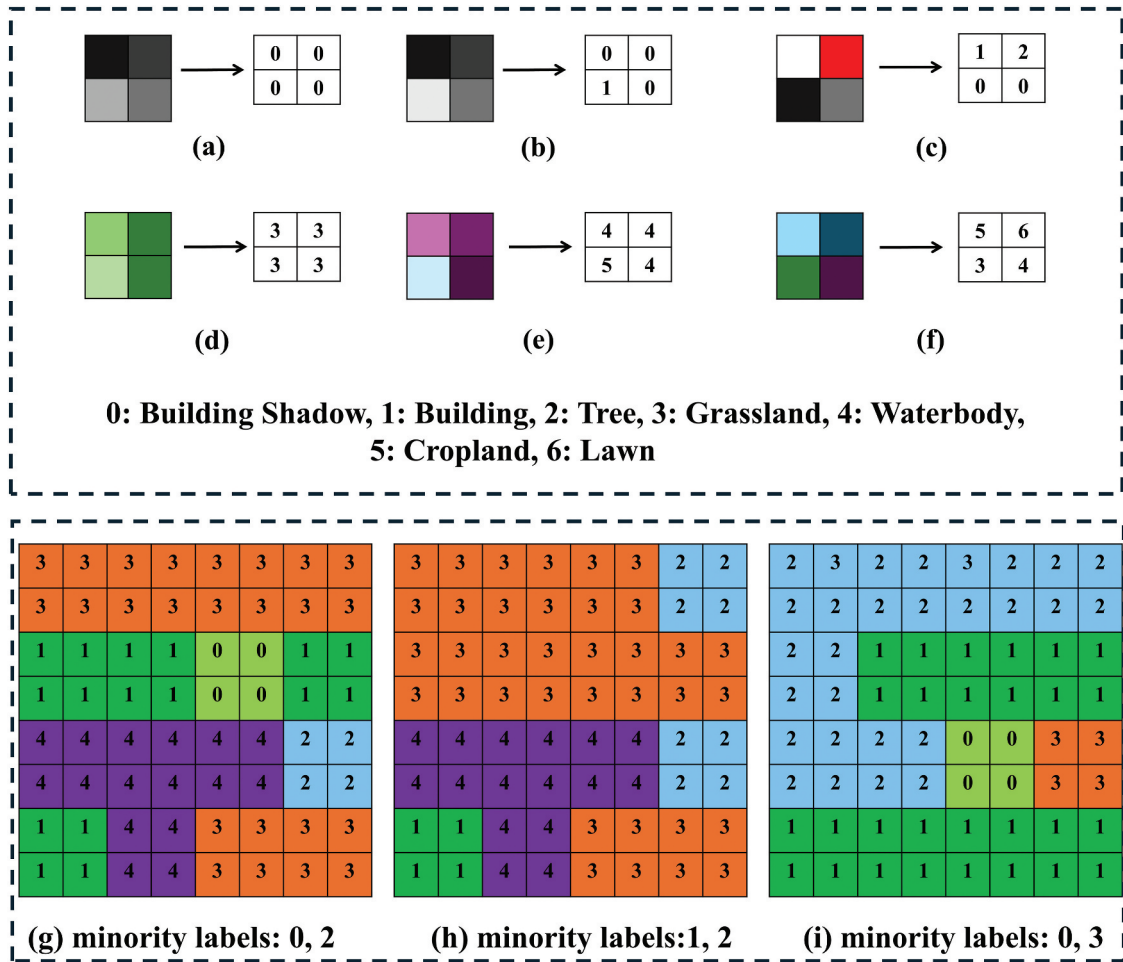 0 0 0 0 1 2
0 0 1 0 0 0
(a) (b) (c)
3 3 4 4 5 6
3 3 5 4 3 4
(d) (e) (f)
0: Building Shadow, 1: Building, 2: Tree, 3: Grassland, 4: Waterbody,
5: Cropland, 6: Lawn
3 3 3 3 3 3 3 3
3 3 3 3 3 3 3 3
1 1 1 1 0 0 1 1
1 1 1 1 0 0 1 1
4 4 4 4 4 4 2 2
4 4 4 4 4 4 2 2
1 1 4 4 3 3 3 3
1 1 4 4 3 3 3 3
(g) minority labels: 0, 2
3 3 3 3 3 3 2 2
3 3 3 3 3 3 2 2
3 3 3 3 3 3 3 3
3 3 3 3 3 3 3 3
4 4 4 4 4 4 2 2
4 4 4 4 4 4 2 2
1 1 4 4 3 3 3 3
1 1 4 4 3 3 3 3
(h) minority labels:1, 2
2 3 2 2 3 2 2 2
2 2 2 2 2 2 2 2
2 2 1 1 1 1 1 1
2 2 1 1 1 1 1 1
2 2 2 2 0 0 3 3
2 2 2 2 0 0 3 3
1 1 1 1 1 1 1 1
1 1 1 1 1 1 1 1
(i) minority labels: 0, 3